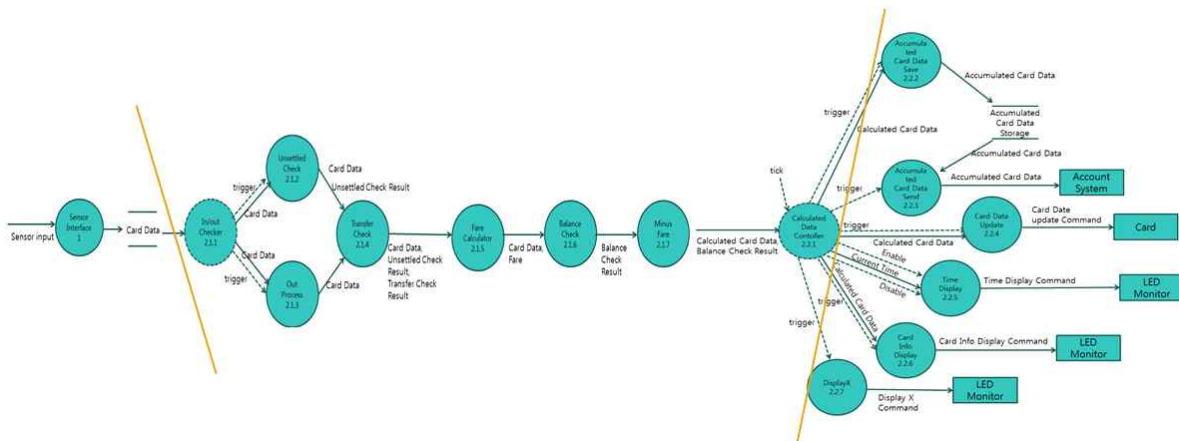 Sensor input
Sensor
Interface
1
Card Data
In/out
Checker
2.1.1
trigger
Card Data
Card Data
trigger
Unsettled
Check
2.1.2
Out
Process
2.1.3
Card Data
Unsettled Check Result
Card Data
Transfer
Check
2.1.4
Card Data,
Unsettled Check
Result,
Transfer Check
Result
Fare
Calculator
2.1.5
Card Data,
Fare
Balance
Check
2.1.6
Balance
Check
Result
Minus
Fare
2.1.7
Calculated Card Data,
Balance Check Result
tick
Calculated
Data
Contoller
2.2.1
trigger
Calculated Card Data
Accumula
ted
Card Data
Save
2.2.2
Accumulated Card Data
Accumulated
Card Data
Storage
Accumulated Card Data
trigger
Accumula
ted
Card Data
Send
2.2.3
Accumulated Card Data
Account
System
trigger
Calculated Card Data
Card Data
Update
2.2.4
Card Date
update Command
Card
Enable
Current Time
Disable
Time
Display
2.2.5
Time Display Command
LED
Monitor
Calculated Card Data
trigger
Card
Info.
Display
2.2.6
Card Info. Display Command
LED
Monitor
trigger
DisplayX
2.2.7
Display X
Command
LED
Monitor